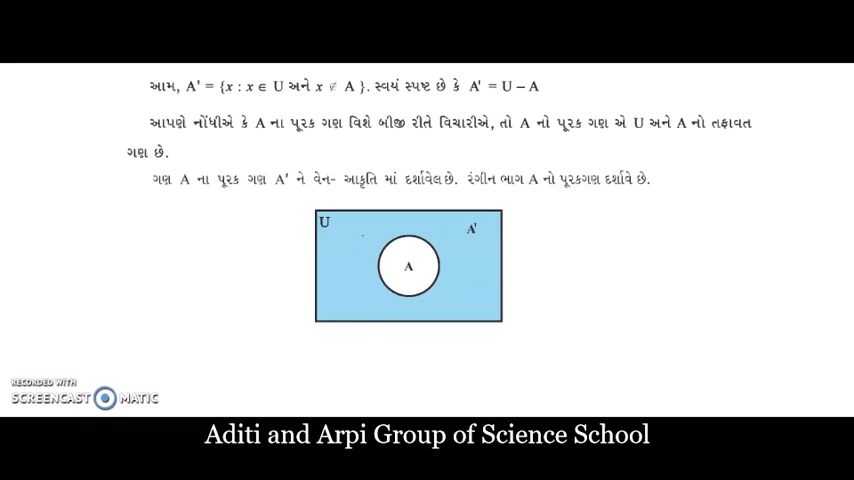 આમ, A' = {x : x ∈ U અને x ∉ A }. સ્વયં સ્પષ્ટ છે કે A' = U – A
આપણે નોંધીએ કે A ના પૂરક ગણ વિશે બીજી રીતે વિચારીએ, તો A નો પૂરક ગણ એ U અને A નો તફાવત
ગણ છે.
ગણ A ના પૂરક ગણ A' ને વેન- આકૃતિ માં દર્શાવેલ છે. રંગીન ભાગ A નો પૂરકગણ દર્શાવે છે.
U
A'
A
RECORDED WITH
SCREENCAST MATIC
Aditi and Arpi Group of Science School